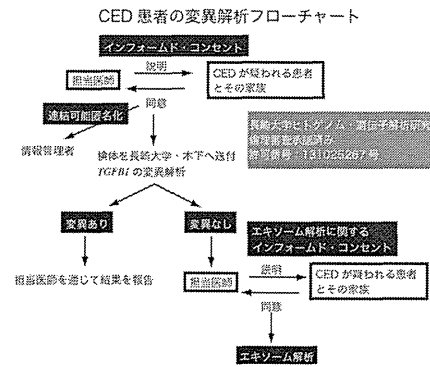 CED 患者の変異解析フローチャート
インフォームド・コンセント
説明
担当医師
CED が疑われる患者
とその家族
同意
連結可能匿名化
情報管理者
長崎大学ヒトゲノム・遺伝子解析研究
倫理審査承認済み
許可番号：141025267号
検体を長崎大学・木下へ送付
TGFB1 の変異解析
変異あり
変異なし
エキソーム解析に関する
インフォームド・コンセント
担当医師を通じて結果を報告
説明
担当医師
CED が疑われる患者
とその家族
同意
エキソーム解析